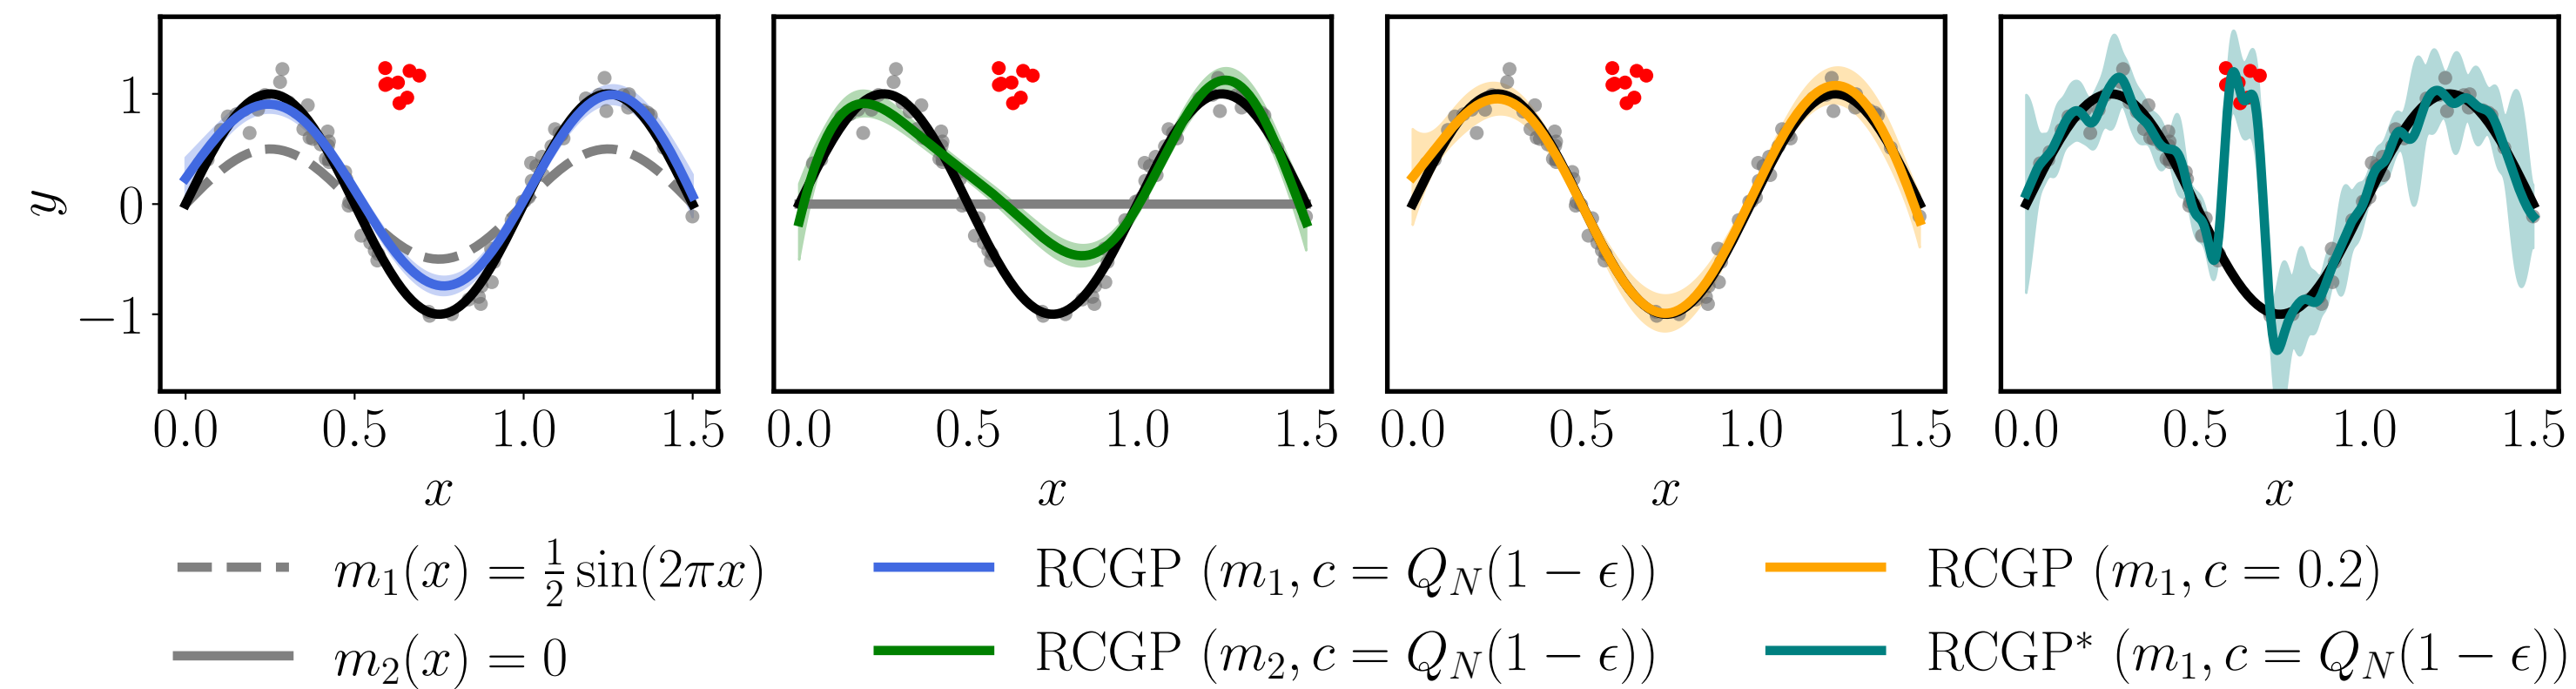 y
1
0
−1
0.0 0.5 1.0 1.5
0.0 0.5 1.0 1.5
0.0 0.5 1.0 1.5
0.0 0.5 1.0 1.5
x x x x
m₁(x) = ½ sin(2πx)
m₂(x) = 0
RCGP (m₁, c = Q_N(1 − ϵ))
RCGP (m₂, c = Q_N(1 − ϵ))
RCGP (m₁, c = 0.2)
RCGP* (m₁, c = Q_N(1 − ϵ))